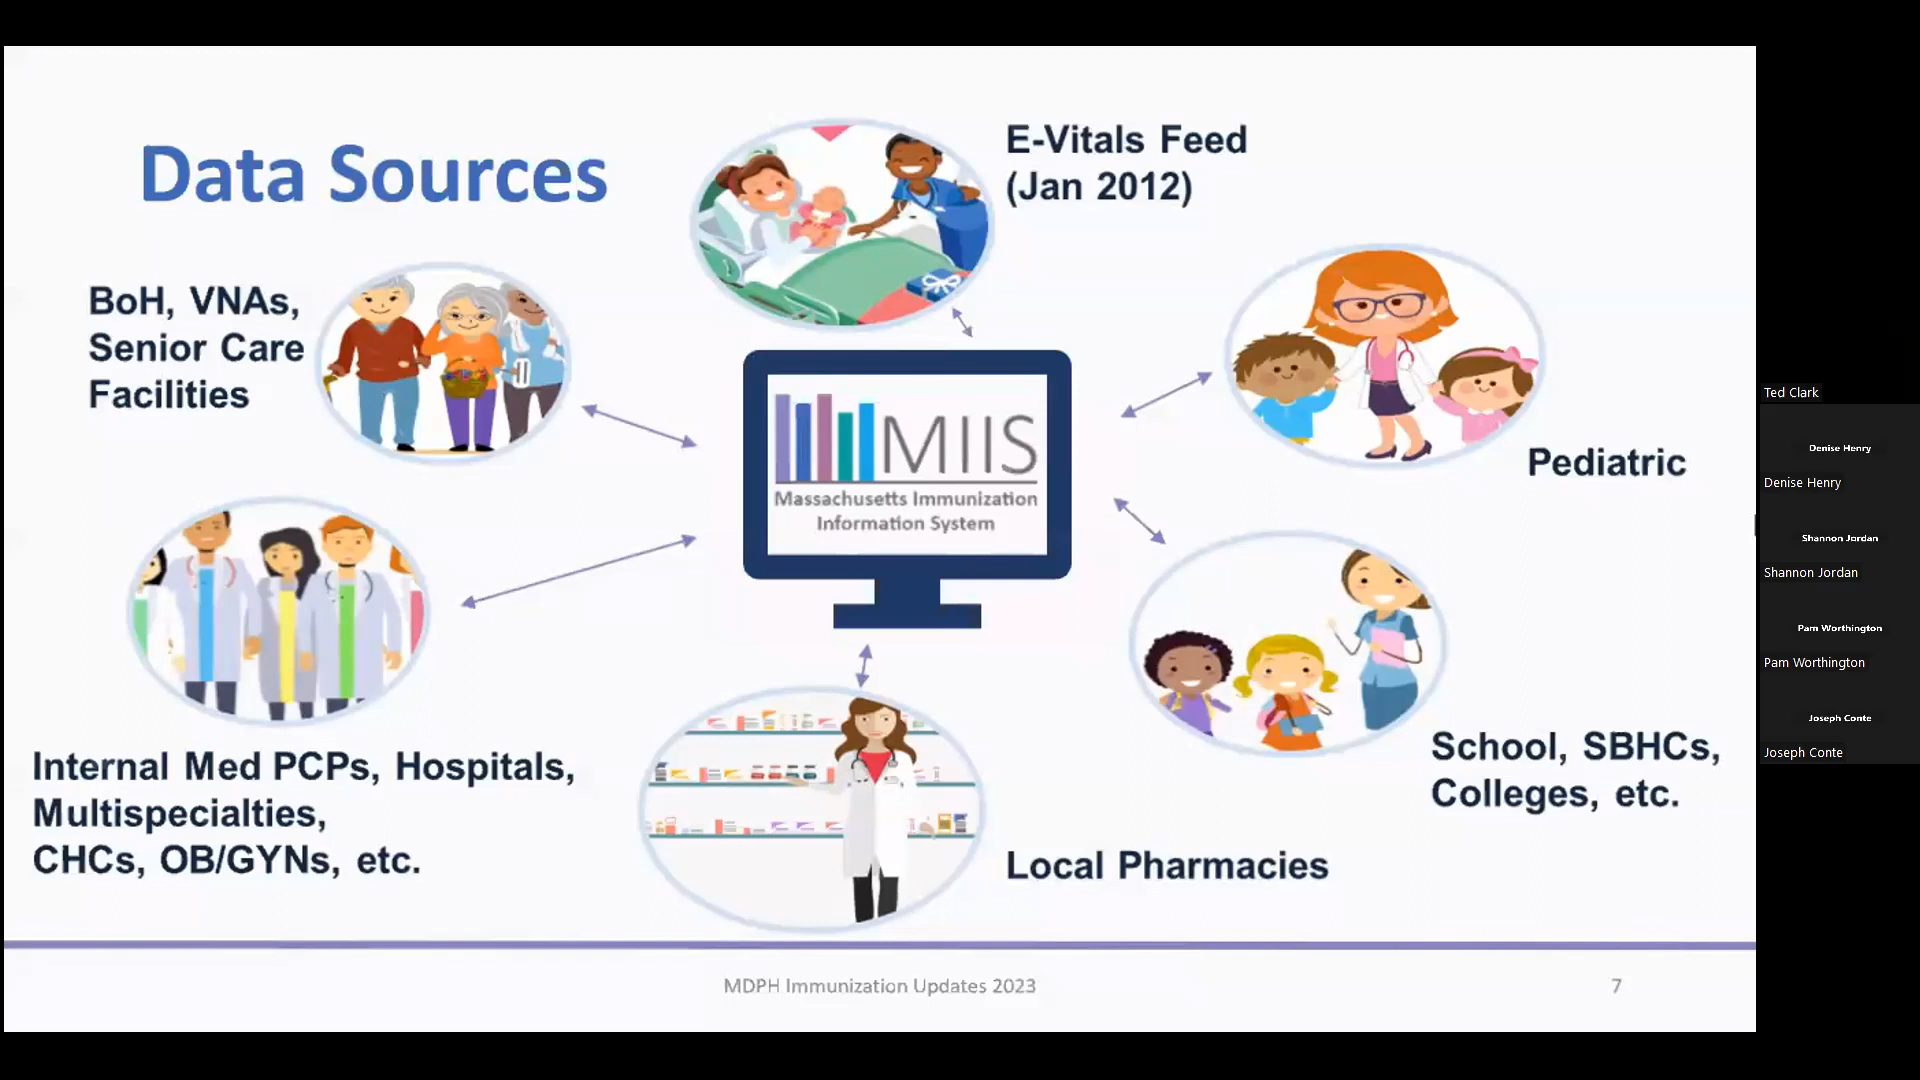 Data Sources
E-Vitals Feed
(Jan 2012)
BoH, VNAs,
Senior Care
Facilities
MIIS
Massachusetts Immunization
Information System
Pediatric
Internal Med PCPs, Hospitals,
Multispecialties,
CHCs, OB/GYNs, etc.
School, SBHCs,
Colleges, etc.
Local Pharmacies
MDPH Immunization Updates 2023
7
Ted Clark
Denise Henry
Denise Henry
Shannon Jordan
Shannon Jordan
Pam Worthington
Pam Worthington
Joseph Conte
Joseph Conte